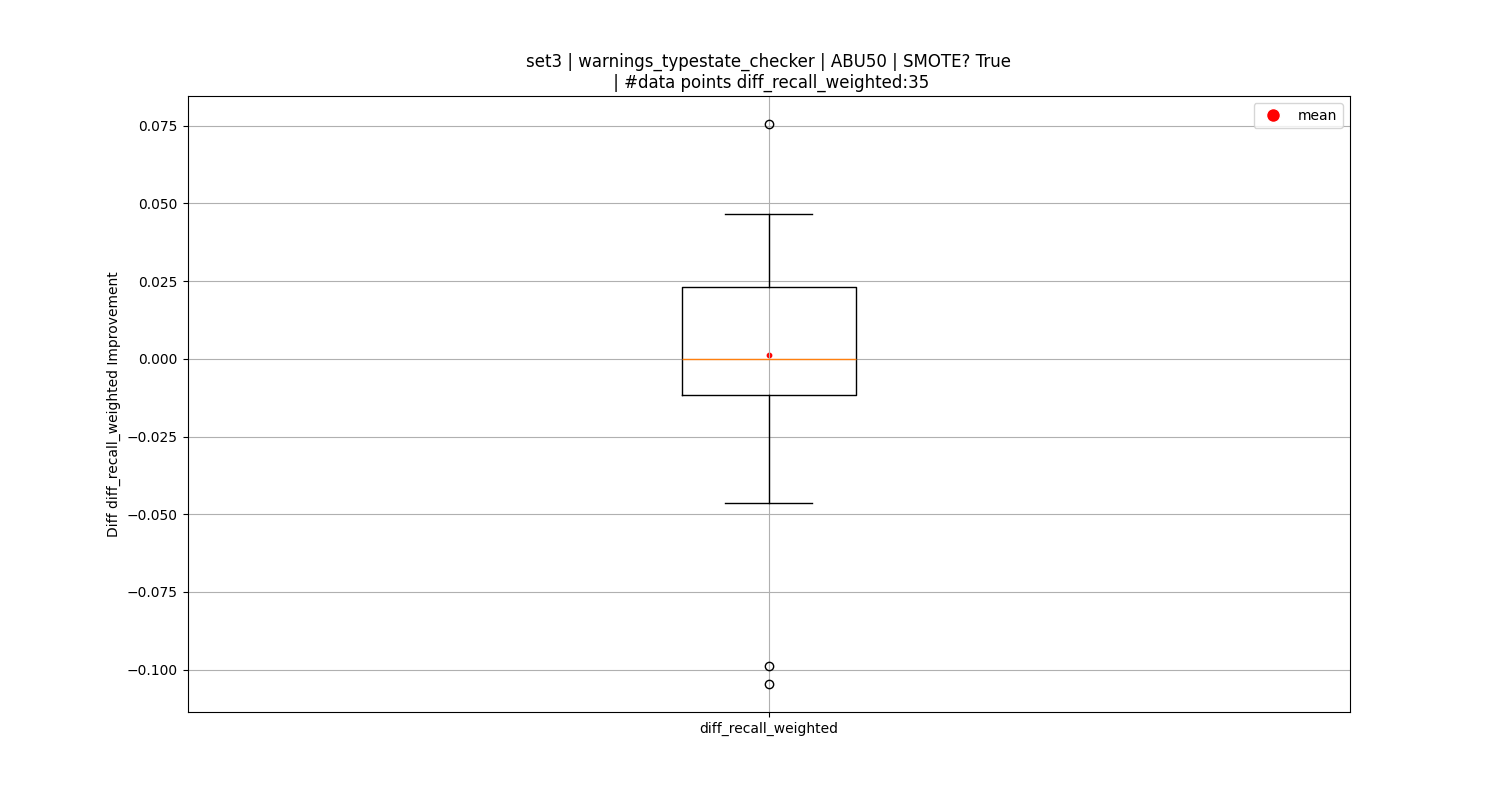 set3 | warnings_typestate_checker | ABU50 | SMOTE? True
| #data points diff_recall_weighted:35
mean
0.075
0.050
0.025
0.000
−0.025
−0.050
−0.075
−0.100
Diff diff_recall_weighted Improvement
diff_recall_weighted